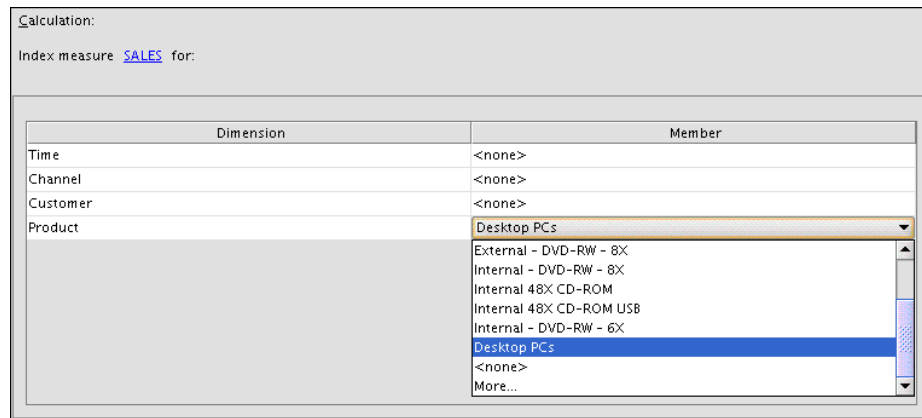 Calculation:
Index measure SALES for:
Dimension Member
Time <none>
Channel <none>
Customer <none>
Product Desktop PCs
External - DVD-RW - 8X
Internal - DVD-RW - 8X
Internal 48X CD-ROM
Internal 48X CD-ROM USB
Internal - DVD-RW - 6X
Desktop PCs
<none>
More...